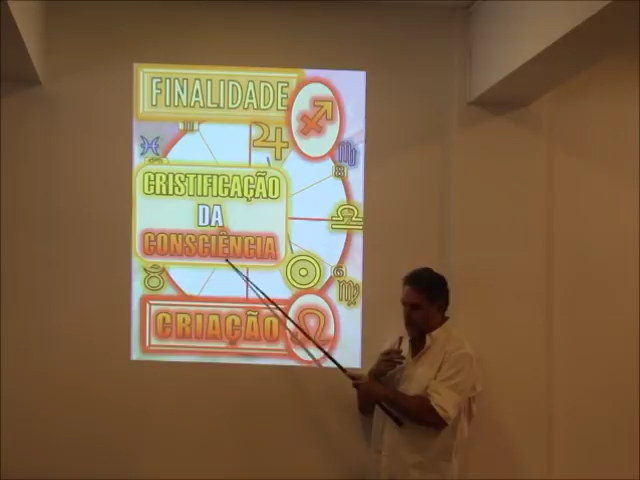 FINALIDADE
CRISTIFICAÇÃO
DA
CONSCIÊNCIA
CRIAÇÃO